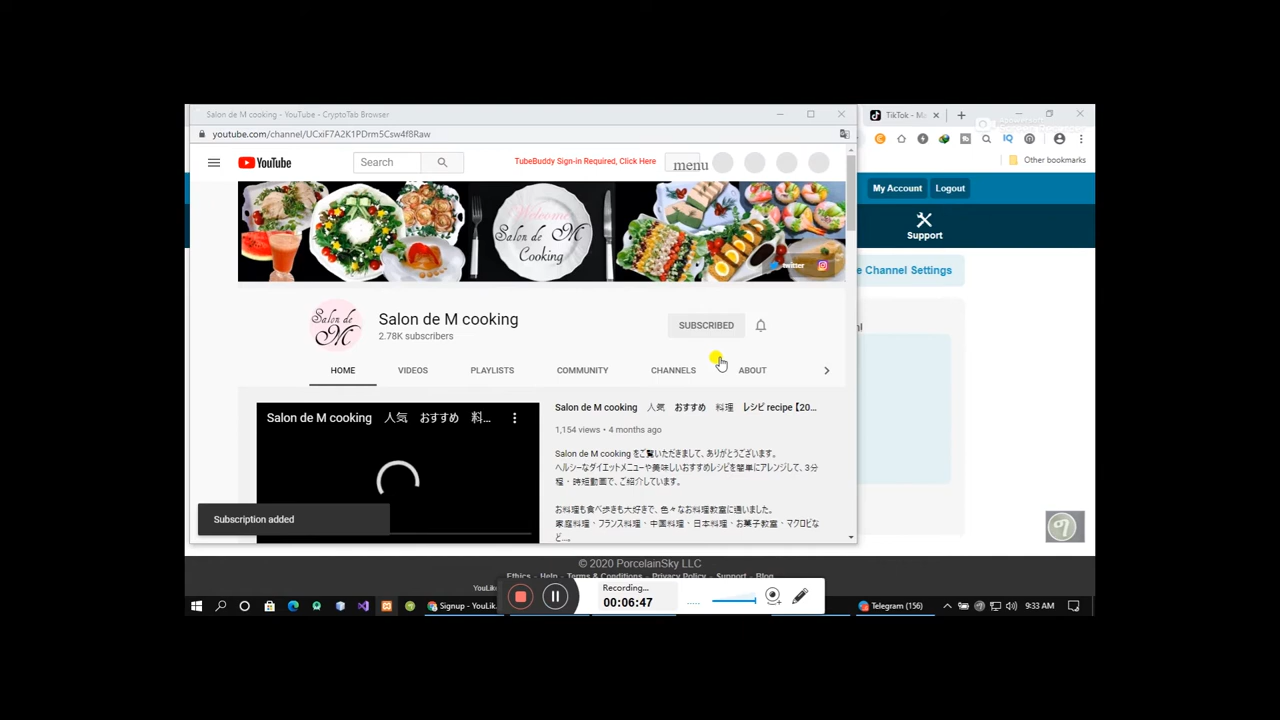 Salon de M cooking - YouTube - CryptoTab Browser
TikTok - Ma
youtube.com/channel/UCxiF7A2K1PDrm5Csw4f8Raw
Other bookmarks
YouTube
Search
TubeBuddy Sign-in Required, Click Here
menu
My Account
Logout
Support
Welcome
Salon de M
Cooking
twitter
e Channel Settings
Salon de M
Salon de M cooking
2.78K subscribers
SUBSCRIBED
HOME
VIDEOS
PLAYLISTS
COMMUNITY
CHANNELS
ABOUT
Salon de M cooking 人気 おすすめ 料...
Salon de M cooking 人気 おすすめ 料理 レシピ recipe【20...
1,154 views • 4 months ago
Salon de M cooking をご覧いただきまして、ありがとうございます。
ヘルシーなダイエットメニューや美味しいおすすめレシピを簡単にアレンジして、3分
程・時短動画で、ご紹介しています。
お料理も食べ歩きも大好きで、色々なお料理教室に通いました。
家庭料理・フランス料理・中国料理・日本料理・お菓子教室・マクロビな
ど...。
Subscription added
© 2020 PorcelainSky LLC
Ethics Help Terms & Conditions Privacy Policy Support Blog
YouLike
Recording...
00:06:47
Signup - YouLik...
Telegram (156)
9:33 AM